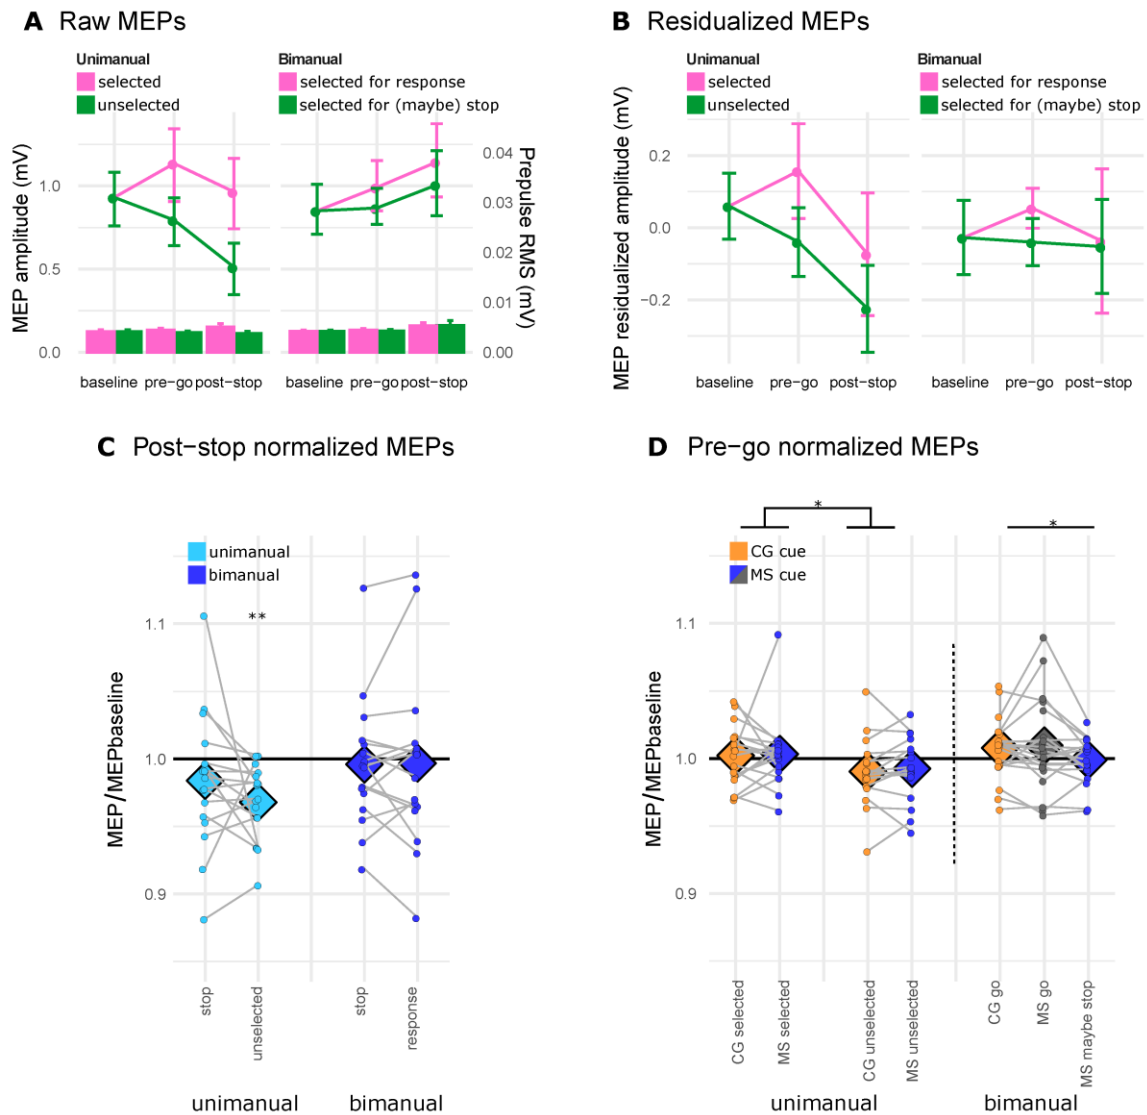 A Raw MEPs
Unimanual
selected
unselected
Bimanual
selected for response
selected for (maybe) stop
MEP amplitude (mV)
1.0
0.5
0.0
Prepulse RMS (mV)
0.04
0.03
0.02
0.01
0.00
baseline pre−go post−stop
baseline pre−go post−stop
B Residualized MEPs
Unimanual
selected
unselected
Bimanual
selected for response
selected for (maybe) stop
MEP residualized amplitude (mV)
0.2
0.0
−0.2
baseline pre−go post−stop
baseline pre−go post−stop
C Post−stop normalized MEPs
unimanual
bimanual
**
MEP/MEPbaseline
1.1
1.0
0.9
stop
unselected
stop
response
unimanual bimanual
D Pre−go normalized MEPs
*
*
CG cue
MS cue
MEP/MEPbaseline
1.1
1.0
0.9
CG selected
MS selected
CG unselected
MS unselected
CG go
MS go
MS maybe stop
unimanual bimanual